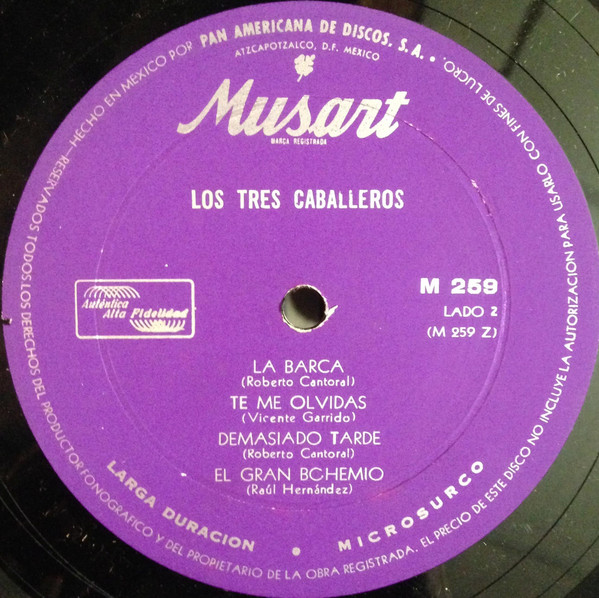 HECHO EN MEXICO POR PAN AMERICANA DE DISCOS, S.A. •
ATZCAPOTZALCO, D.F. MEXICO
Musart
MARCA REGISTRADA
LOS TRES CABALLEROS
Auténtica
Alta Fidelidad
M 259
LADO 2
(M 259 Z)
LA BARCA
(Roberto Cantoral)
TE ME OLVIDAS
(Vicente Garrido)
DEMASIADO TARDE
(Roberto Cantoral)
EL GRAN BCHEMIO
(Raúl Hernández)
LARGA DURACION • MICROSURCO
RESERVADOS TODOS LOS DERECHOS DEL PRODUCTOR FONOGRAFICO Y DEL PROPIETARIO DE LA OBRA REGISTRADA. EL PRECIO DE ESTE DISCO NO INCLUYE LA AUTORIZACION PARA USARLO CON FINES DE LUCRO.